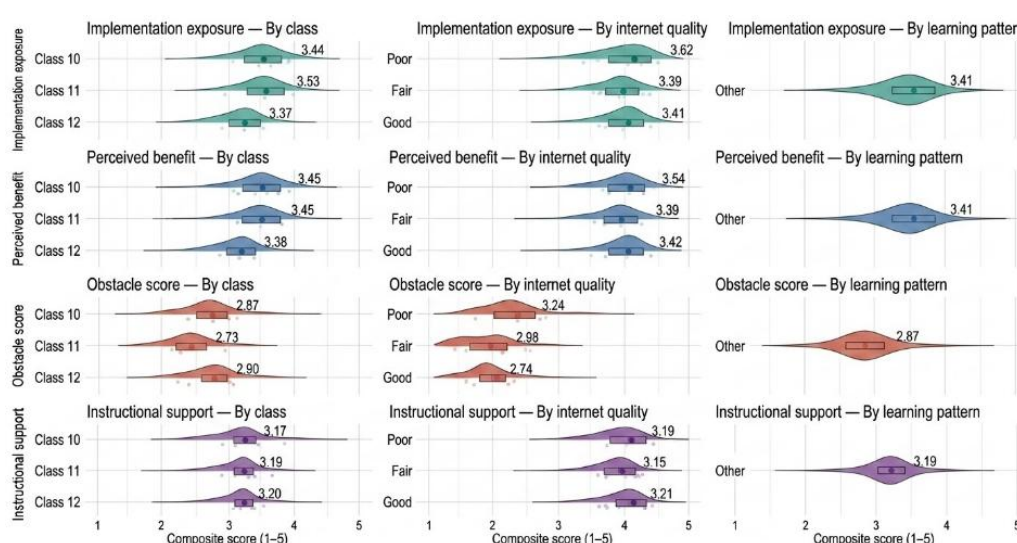 Implementation exposure — By class
Implementation exposure — By internet quality
Implementation exposure — By learning patter
Implementation exposure
Class 10
3.44
Class 11
3.53
Class 12
3.37
Poor
3.62
Fair
3.39
Good
3.41
Other
3.41
Perceived benefit — By class
Perceived benefit — By internet quality
Perceived benefit — By learning pattern
Perceived benefit
Class 10
3.45
Class 11
3.45
Class 12
3.38
Poor
3.54
Fair
3.39
Good
3.42
Other
3.41
Obstacle score — By class
Obstacle score — By internet quality
Obstacle score — By learning pattern
Obstacle score
Class 10
2.87
Class 11
2.73
Class 12
2.90
Poor
3.24
Fair
2.98
Good
2.74
Other
2.87
Instructional support — By class
Instructional support — By internet quality
Instructional support — By learning pattern
Instructional support
Class 10
3.17
Class 11
3.19
Class 12
3.20
Poor
3.19
Fair
3.15
Good
3.21
Other
3.19
1 2 3 4 5
1 2 3 4 5
1 2 3 4 5
Composite score (1–5)
Composite score (1–5)
Composite score (1–5)